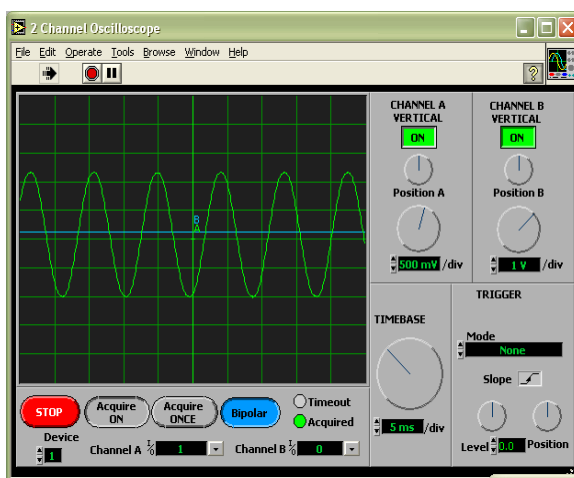 2 Channel Oscilloscope
File Edit Operate Tools Browse Window Help
?
CHANNEL A
VERTICAL
ON
Position A
500 mV /div
CHANNEL B
VERTICAL
ON
Position B
1 V /div
B
A
TIMEBASE
5 ms /div
TRIGGER
Mode
None
Slope
Level 0.0 Position
STOP
Acquire
ON
Acquire
ONCE
Bipolar
Timeout
Acquired
Device
1
Channel A 1
Channel B 0